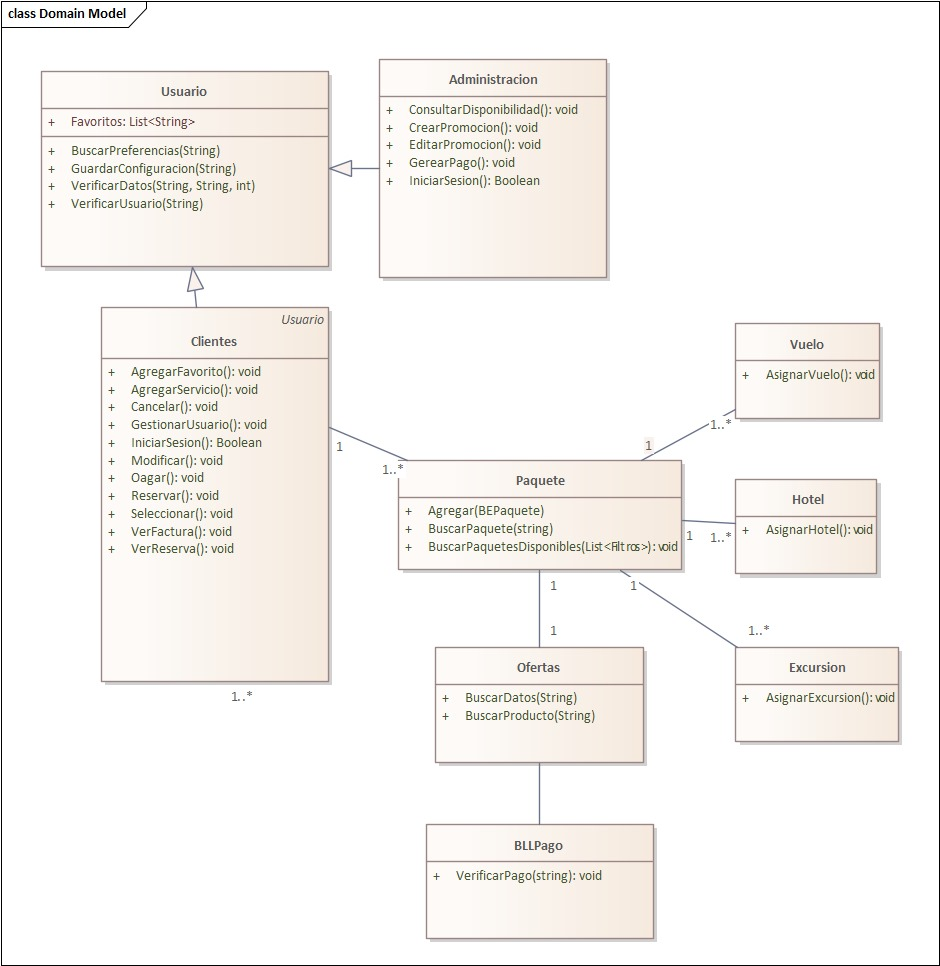 class Domain Model
Usuario
+ Favoritos: List<String>
+ BuscarPreferencias(String)
+ GuardarConfiguracion(String)
+ VerificarDatos(String, String, int)
+ VerificarUsuario(String)
Administracion
+ ConsultarDisponibilidad(): void
+ CrearPromocion(): void
+ EditarPromocion(): void
+ GerearPago(): void
+ IniciarSesion(): Boolean
Usuario
Clientes
+ AgregarFavorito(): void
+ AgregarServicio(): void
+ Cancelar(): void
+ GestionarUsuario(): void
+ IniciarSesion(): Boolean
+ Modificar(): void
+ Oagar(): void
+ Reservar(): void
+ Seleccionar(): void
+ VerFactura(): void
+ VerReserva(): void
1..*
1
1..*
Vuelo
+ AsignarVuelo(): void
1..*
1
Paquete
+ Agregar(BEPaquete)
+ BuscarPaquete(string)
+ BuscarPaquetesDisponibles(List<Filtros>): void
Hotel
+ AsignarHotel(): void
1
1..*
1
1
1
1..*
Ofertas
+ BuscarDatos(String)
+ BuscarProducto(String)
Excursion
+ AsignarExcursion(): void
BLLPago
+ VerificarPago(string): void